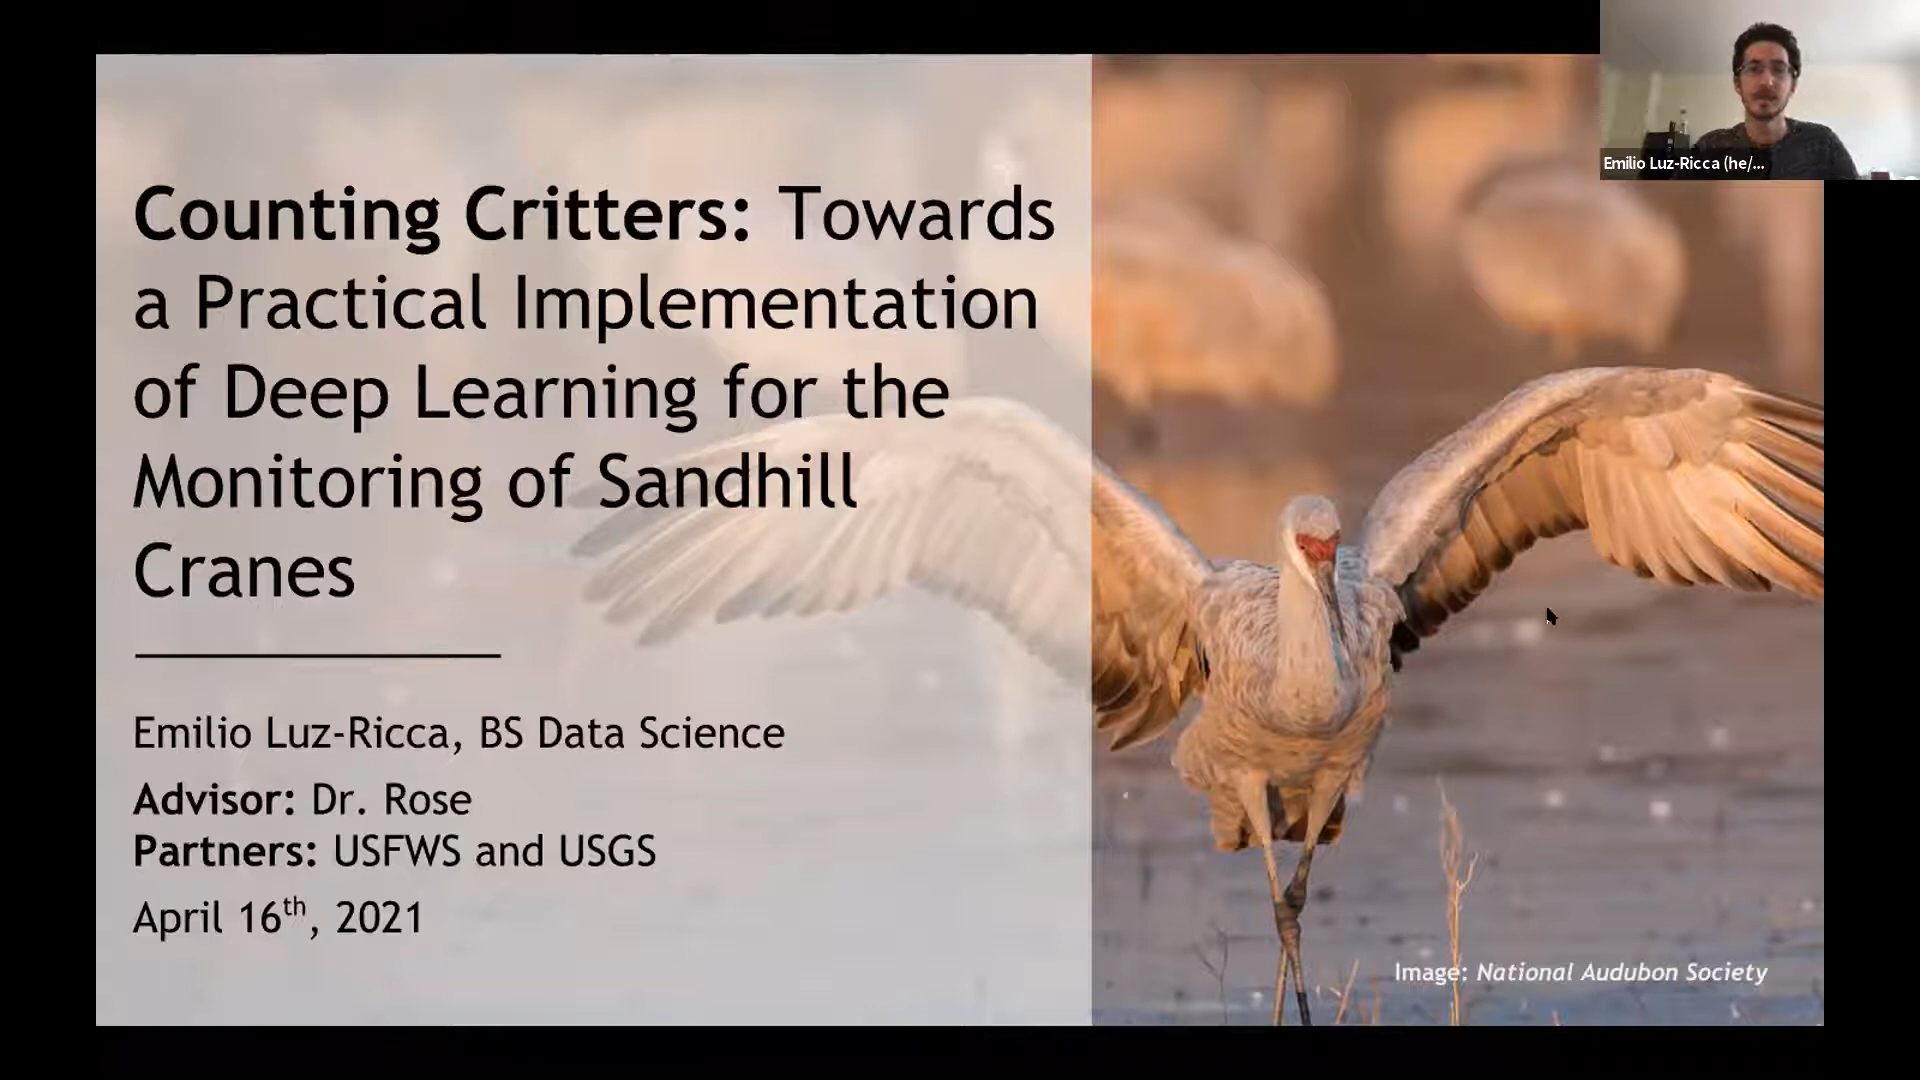 Counting Critters: Towards
a Practical Implementation
of Deep Learning for the
Monitoring of Sandhill
Cranes
Emilio Luz-Ricca, BS Data Science
Advisor: Dr. Rose
Partners: USFWS and USGS
April 16th, 2021
Image: National Audubon Society
Emilio Luz-Ricca (he/...